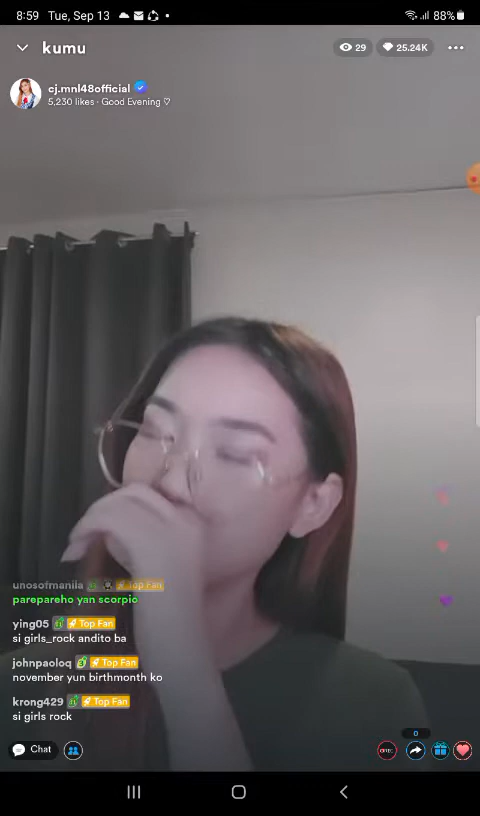 8:59 Tue, Sep 13 88%
kumu 29 25.24K
cj.mnl48official
5,230 likes · Good Evening ♡
unosofmanila Top Fan
parepareho yan scorpio
ying05 Top Fan
si girls_rock andito ba
johnpaoloq Top Fan
november yun birthmonth ko
krong429 Top Fan
si girls rock
0
Chat